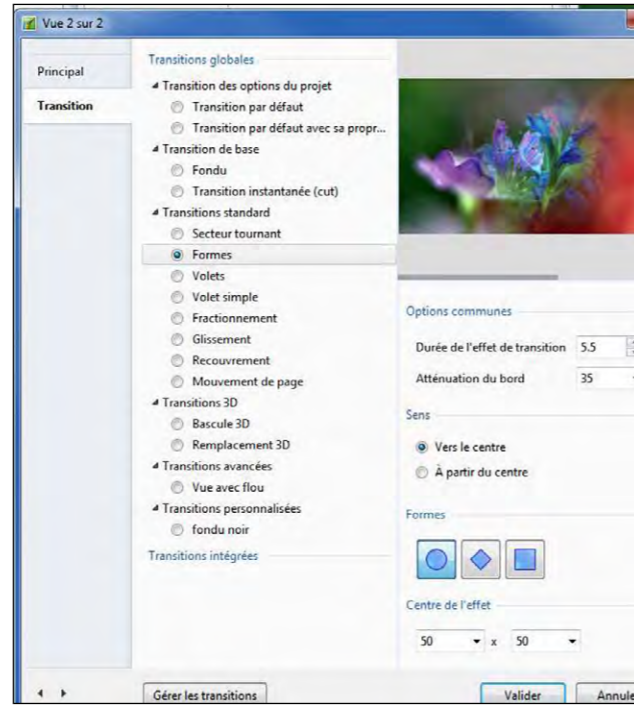 Vue 2 sur 2
Principal
Transition
Transitions globales
Transition des options du projet
Transition par défaut
Transition par défaut avec sa propr...
Transition de base
Fondu
Transition instantanée (cut)
Transitions standard
Secteur tournant
Formes
Volets
Volet simple
Fractionnement
Glissement
Recouvrement
Mouvement de page
Transitions 3D
Bascule 3D
Remplacement 3D
Transitions avancées
Vue avec flou
Transitions personnalisées
fondu noir
Transitions intégrées
Options communes
Durée de l'effet de transition 5.5
Atténuation du bord 35
Sens
Vers le centre
À partir du centre
Formes
Centre de l'effet
50 x 50
Gérer les transitions
Valider
Annule